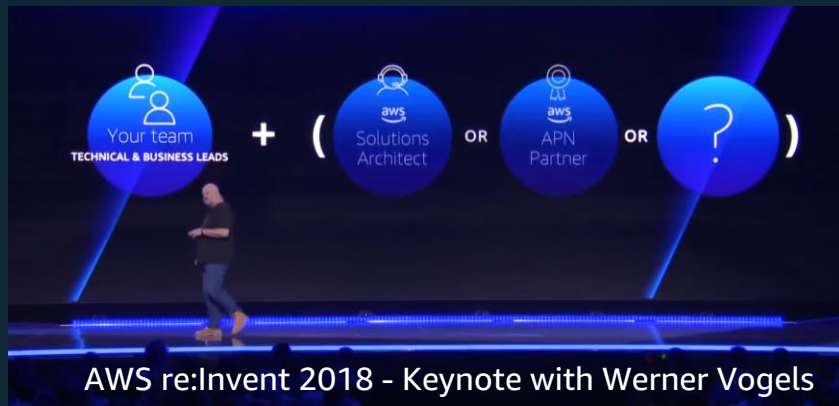 Your team
TECHNICAL & BUSINESS LEADS
+
(
aws
Solutions
Architect
OR
aws
APN
Partner
OR
?
)
AWS re:Invent 2018 - Keynote with Werner Vogels